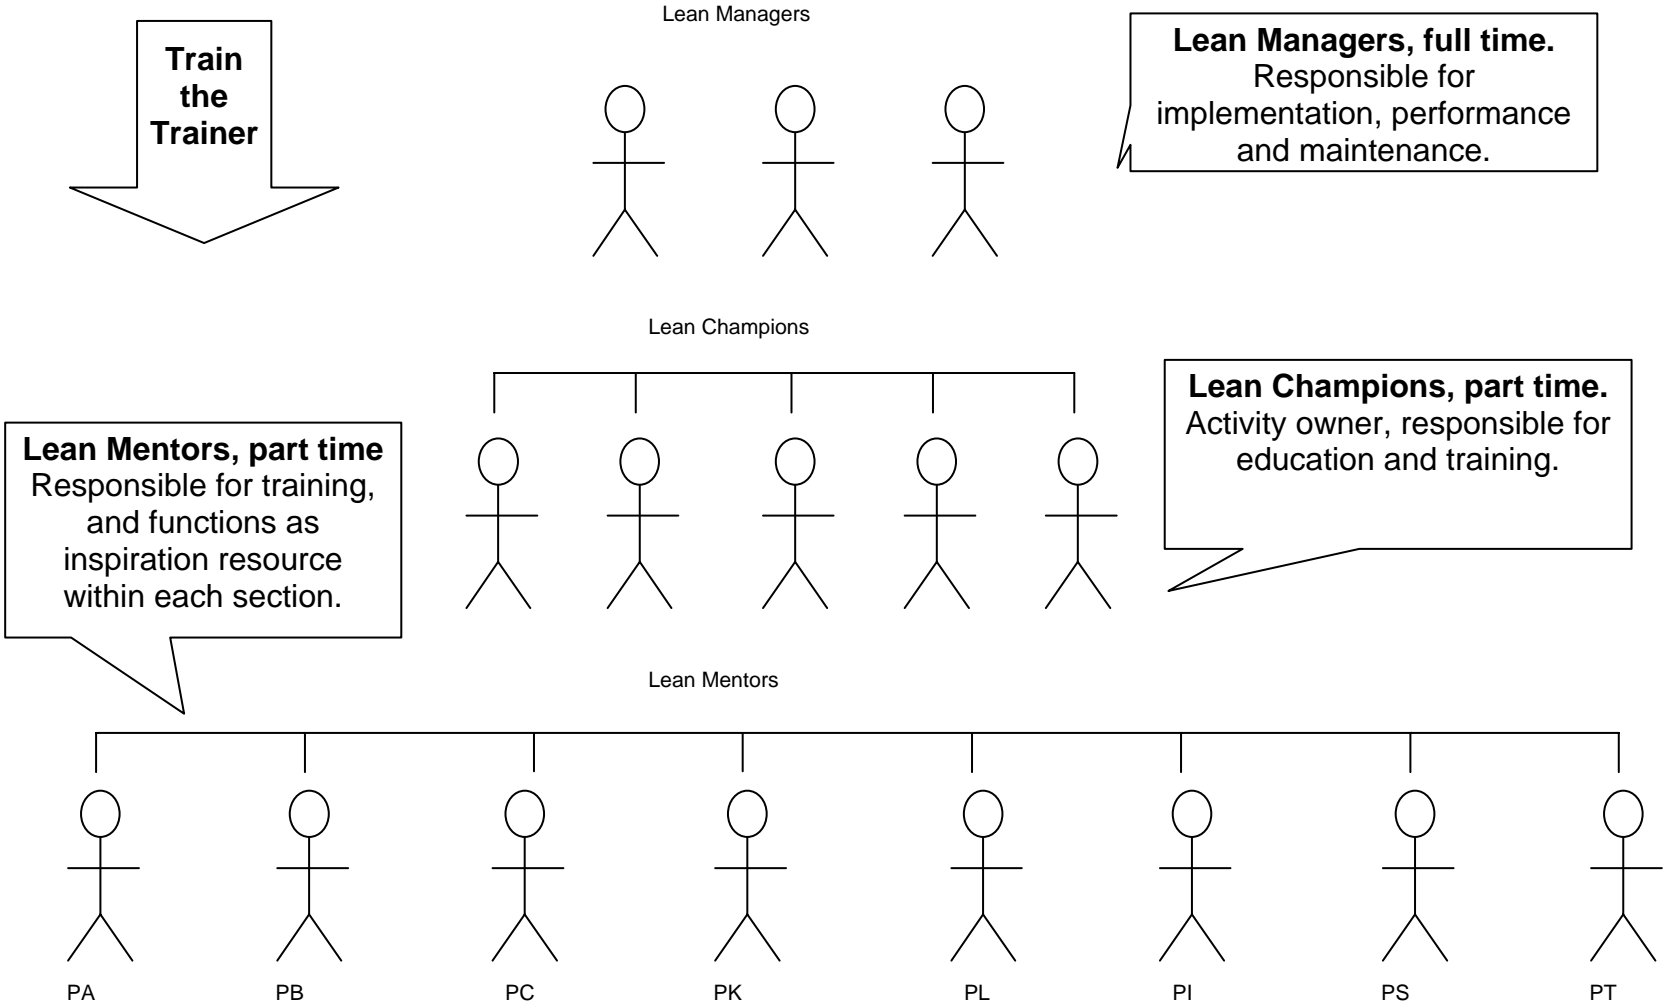 Lean Managers
Train
the
Trainer
Lean Managers, full time.
Responsible for
implementation, performance
and maintenance.
Lean Champions
Lean Champions, part time.
Activity owner, responsible for
education and training.
Lean Mentors, part time
Responsible for training,
and functions as
inspiration resource
within each section.
Lean Mentors
PA PB PC PK PL PI PS PT